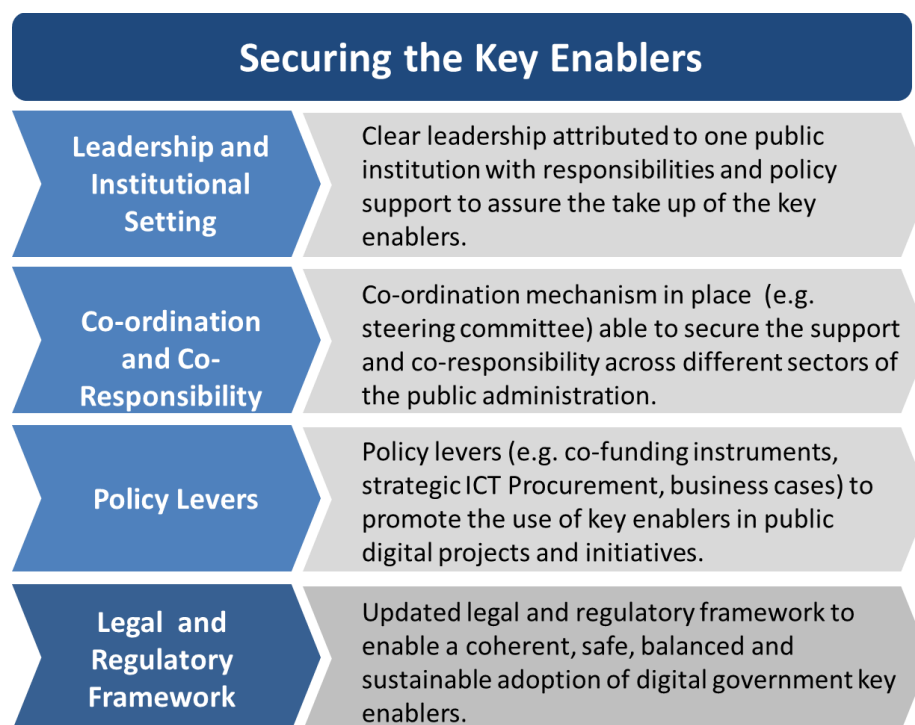 Securing the Key Enablers
Leadership and
Institutional
Setting
Clear leadership attributed to one public
institution with responsibilities and policy
support to assure the take up of the key
enablers.
Co-ordination
and Co-
Responsibility
Co-ordination mechanism in place (e.g.
steering committee) able to secure the support
and co-responsibility across different sectors of
the public administration.
Policy Levers
Policy levers (e.g. co-funding instruments,
strategic ICT Procurement, business cases) to
promote the use of key enablers in public
digital projects and initiatives.
Legal and
Regulatory
Framework
Updated legal and regulatory framework to
enable a coherent, safe, balanced and
sustainable adoption of digital government key
enablers.